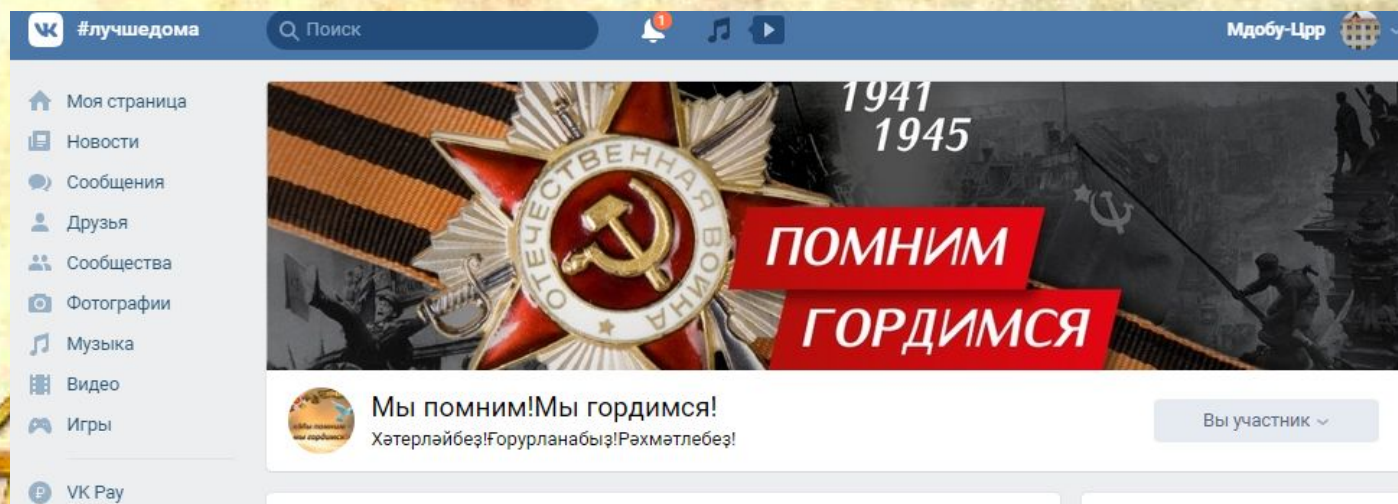 #лучшедома
Поиск
1
Мдобу-Црр
Моя страница
Новости
Сообщения
Друзья
Сообщества
Фотографии
Музыка
Видео
Игры
VK Pay
1941
1945
ОТЕЧЕСТВЕННАЯ ВОЙНА
ПОМНИМ
ГОРДИМСЯ
Мы помним!Мы гордимся!
Хәтерләйбеҙ!Ғорурланабыҙ!Рәхмәтлебеҙ!
Вы участник